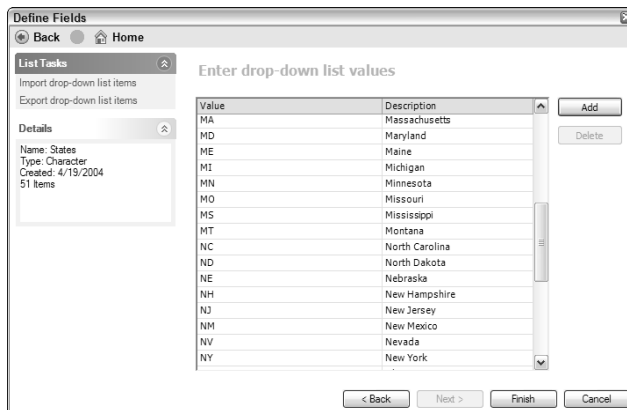 Define Fields
Back Home
List Tasks
Import drop-down list items
Export drop-down list items
Details
Name: States
Type: Character
Created: 4/19/2004
51 Items
Enter drop-down list values
Value Description
MA Massachusetts
MD Maryland
ME Maine
MI Michigan
MN Minnesota
MO Missouri
MS Mississippi
MT Montana
NC North Carolina
ND North Dakota
NE Nebraska
NH New Hampshire
NJ New Jersey
NM New Mexico
NV Nevada
NY New York
Add
Delete
< Back Next > Finish Cancel